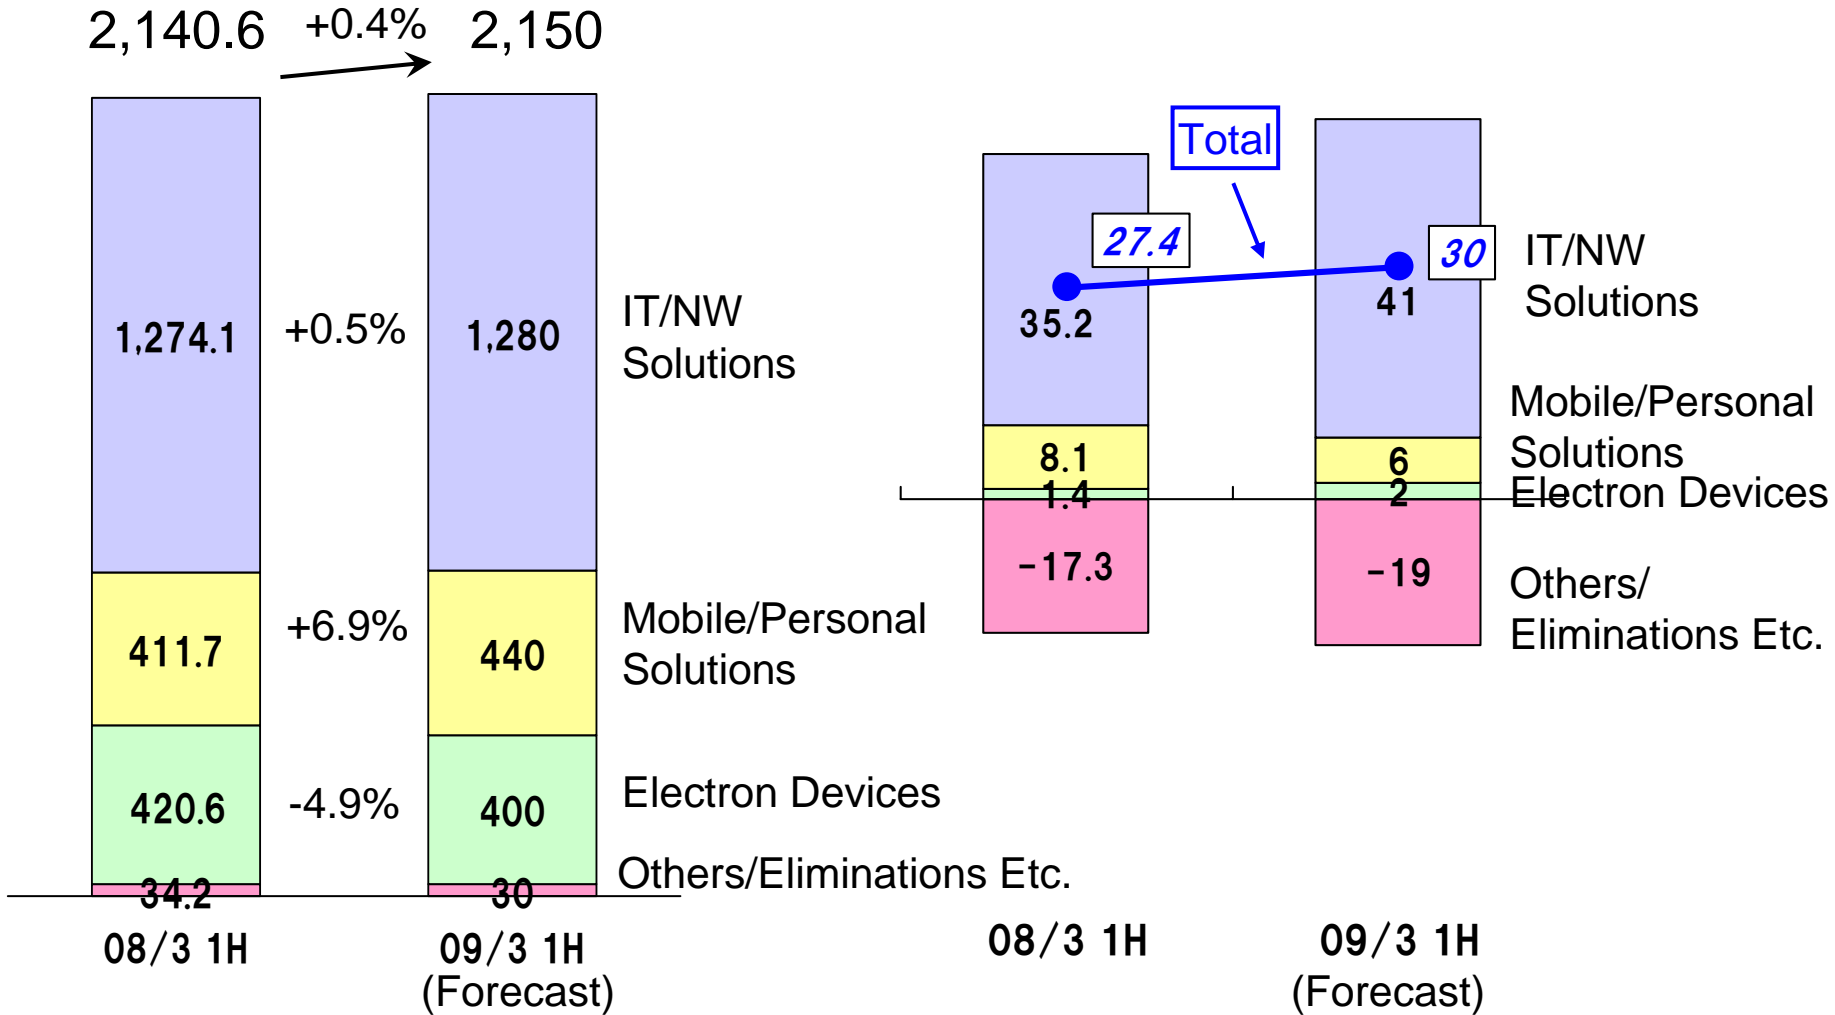 2,140.6 +0.4% 2,150
1,274.1 +0.5% 1,280
IT/NW
Solutions
411.7 +6.9% 440
Mobile/Personal
Solutions
420.6 -4.9% 400
Electron Devices
34.2 30
Others/Eliminations Etc.
08/3 1H 09/3 1H
(Forecast)
Total
27.4 30
35.2 41
IT/NW
Solutions
8.1 6
Mobile/Personal
Solutions
1.4 2
Electron Devices
-17.3 -19
Others/
Eliminations Etc.
08/3 1H 09/3 1H
(Forecast)